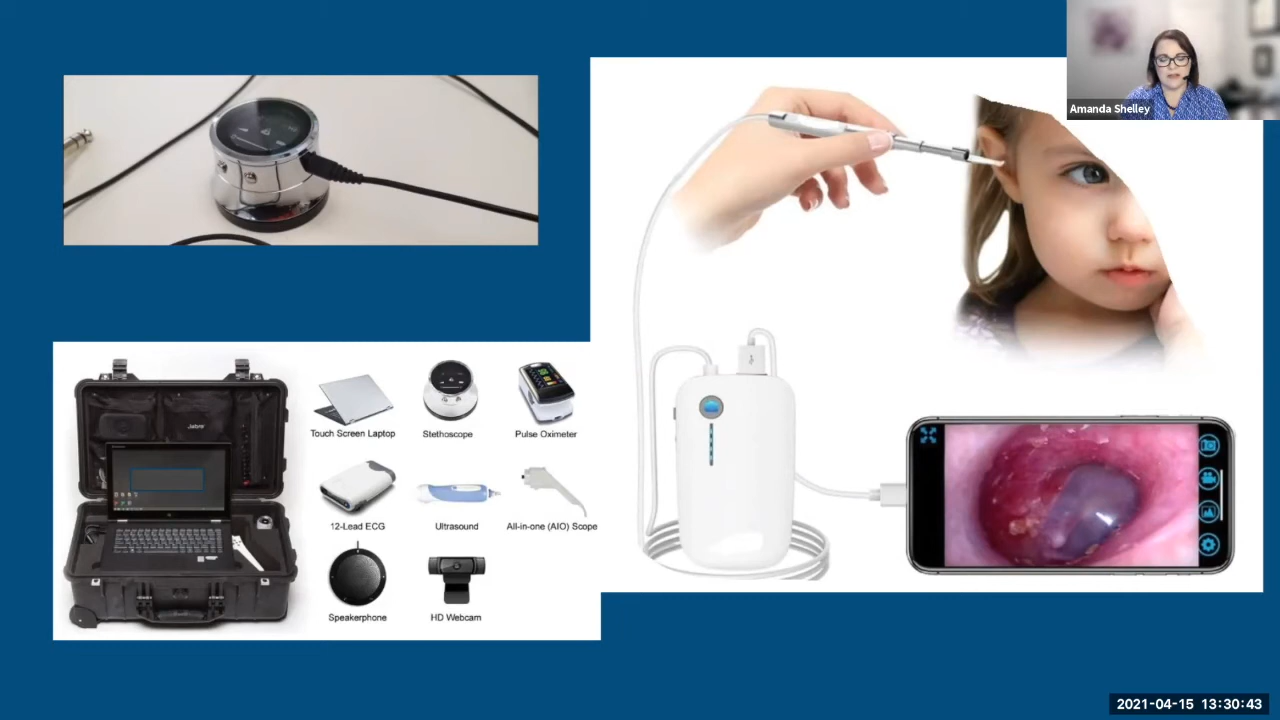 Amanda Shelley
Jabra
Touch Screen Laptop
Stethoscope
Pulse Oximeter
12-Lead ECG
Ultrasound
All-in-one (AIO) Scope
Speakerphone
HD Webcam
2021-04-15 13:30:43